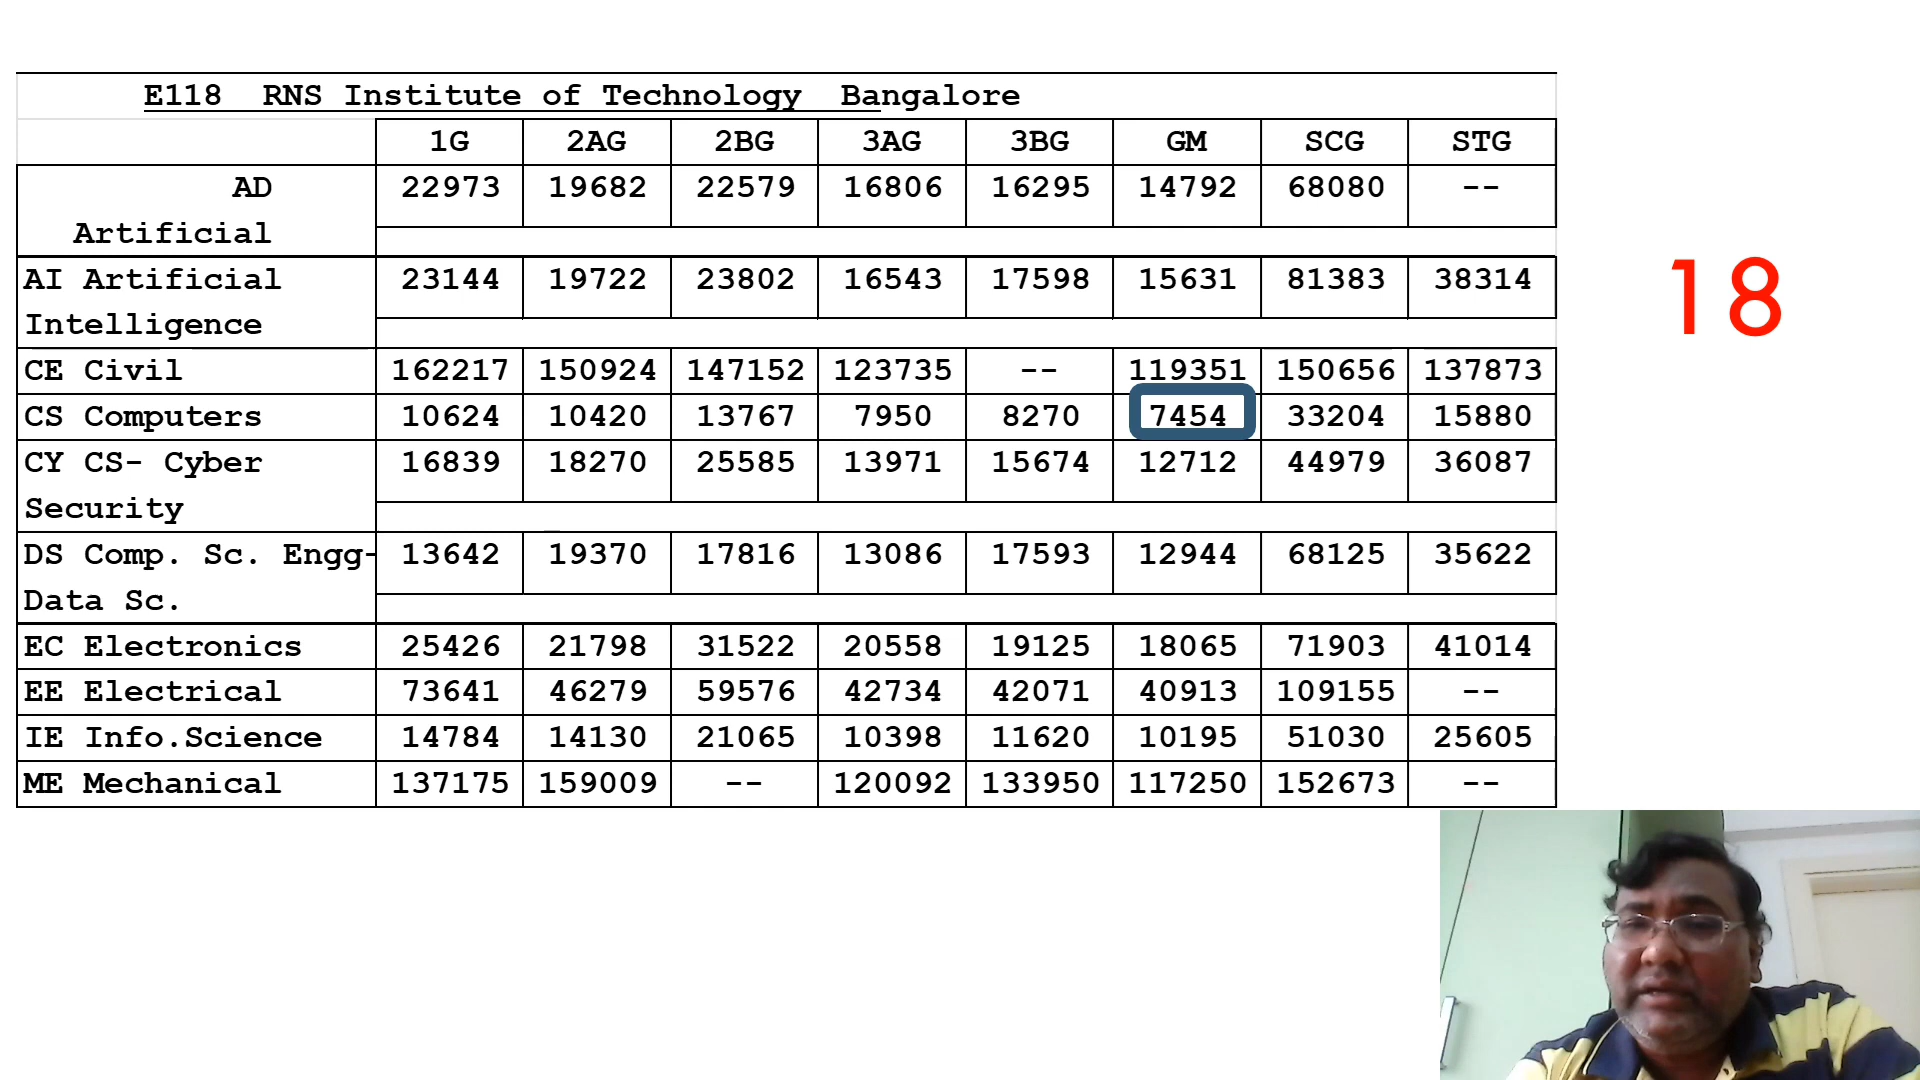 E118 RNS Institute of Technology Bangalore
1G 2AG 2BG 3AG 3BG GM SCG STG
AD 22973 19682 22579 16806 16295 14792 68080 --
Artificial
AI Artificial 23144 19722 23802 16543 17598 15631 81383 38314
Intelligence
18
CE Civil 162217 150924 147152 123735 -- 119351 150656 137873
CS Computers 10624 10420 13767 7950 8270 7454 33204 15880
CY CS- Cyber 16839 18270 25585 13971 15674 12712 44979 36087
Security
DS Comp. Sc. Engg- 13642 19370 17816 13086 17593 12944 68125 35622
Data Sc.
EC Electronics 25426 21798 31522 20558 19125 18065 71903 41014
EE Electrical 73641 46279 59576 42734 42071 40913 109155 --
IE Info.Science 14784 14130 21065 10398 11620 10195 51030 25605
ME Mechanical 137175 159009 -- 120092 133950 117250 152673 --